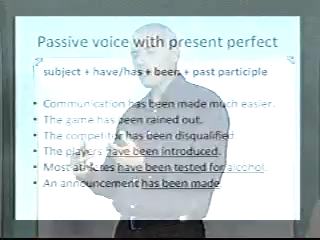 Passive voice with present perfect
subject + have/has + been + past participle
• Communication has been made much easier.
• The game has been rained out.
• The competitor has been disqualified.
• The players have been introduced.
• Most athletes have been tested for alcohol.
• An announcement has been made.